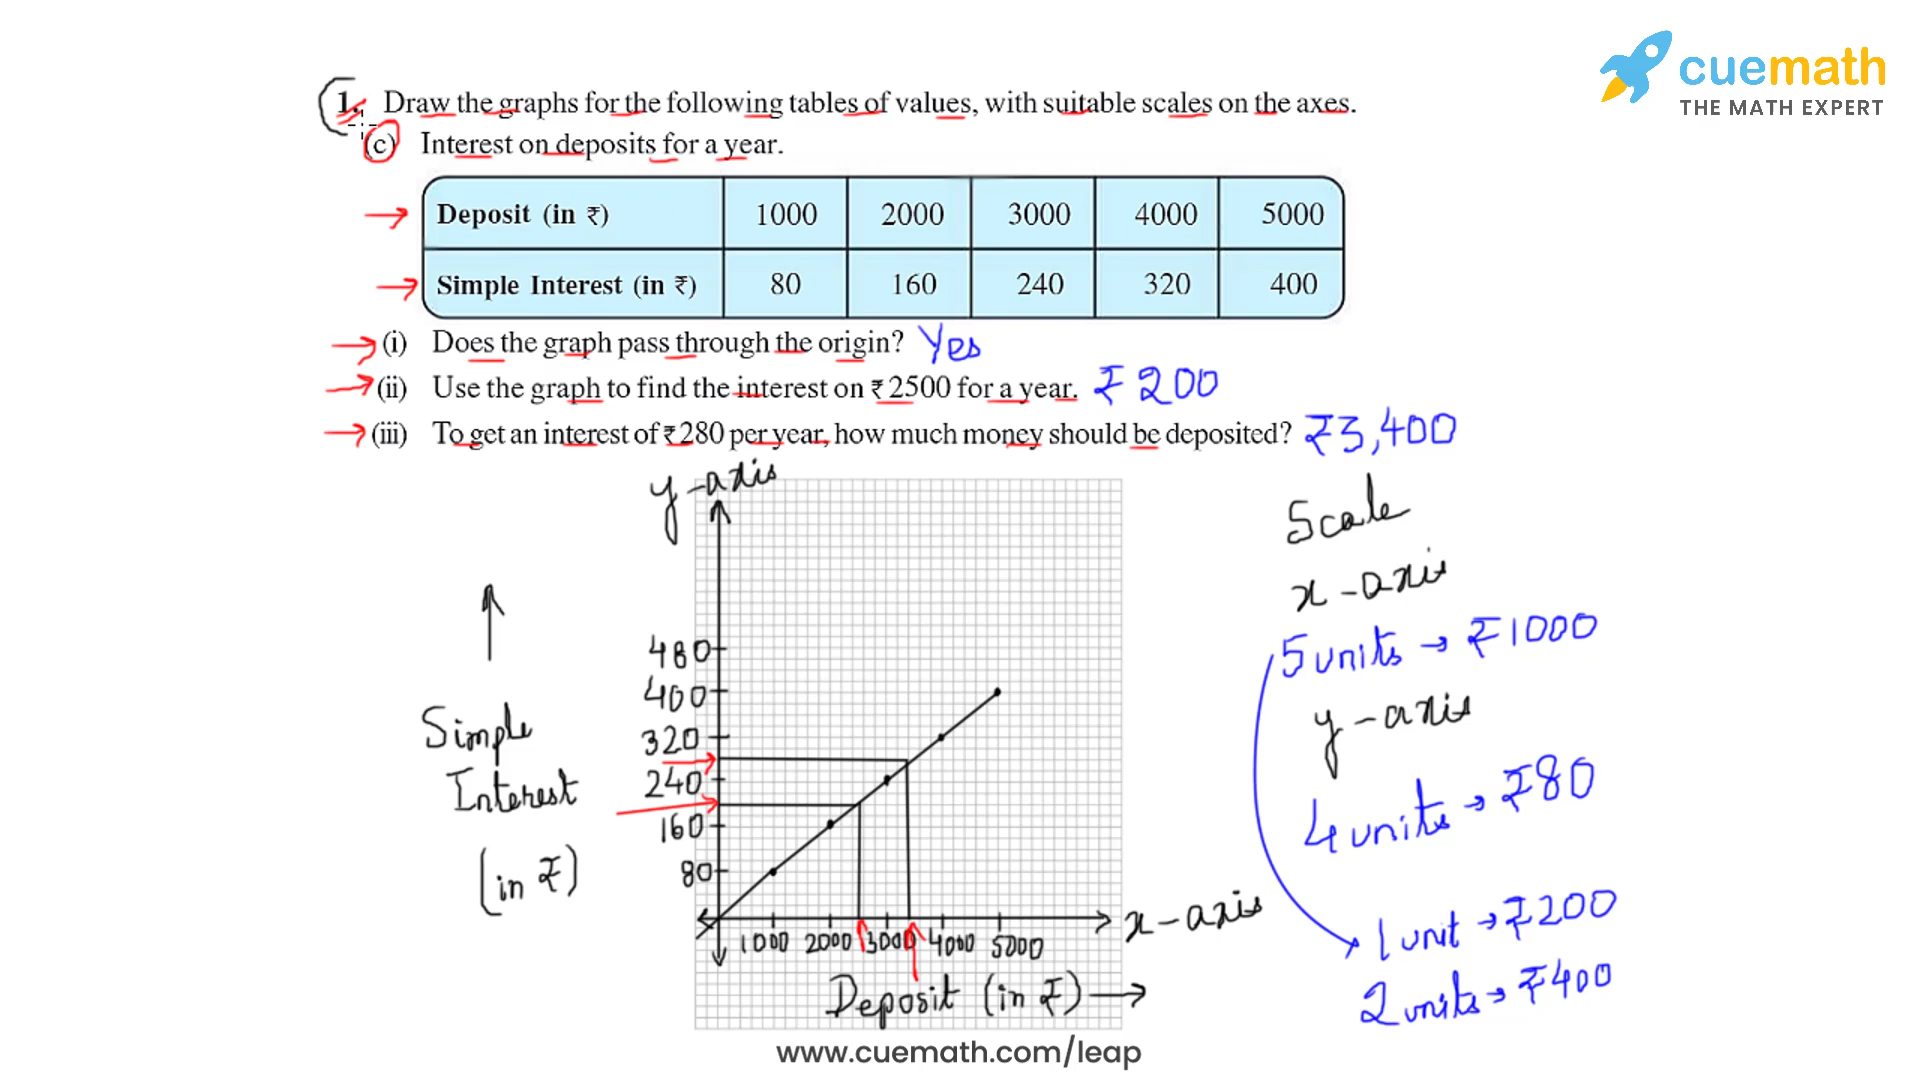 cuemath
THE MATH EXPERT
1. Draw the graphs for the following tables of values, with suitable scales on the axes.
(c) Interest on deposits for a year.
Deposit (in ₹) 1000 2000 3000 4000 5000
Simple Interest (in ₹) 80 160 240 320 400
(i) Does the graph pass through the origin? Yes
(ii) Use the graph to find the interest on ₹ 2500 for a year. ₹ 200
(iii) To get an interest of ₹ 280 per year, how much money should be deposited? ₹3,400
y-axis
480
400
320
240
160
80
Simple
Interest
(in ₹)
1000 2000 3000 4000 5000
x-axis
Deposit (in ₹)
Scale
x-axis
5 units → ₹1000
y-axis
4 units → ₹80
1 unit → ₹200
2 units → ₹400
www.cuemath.com/leap